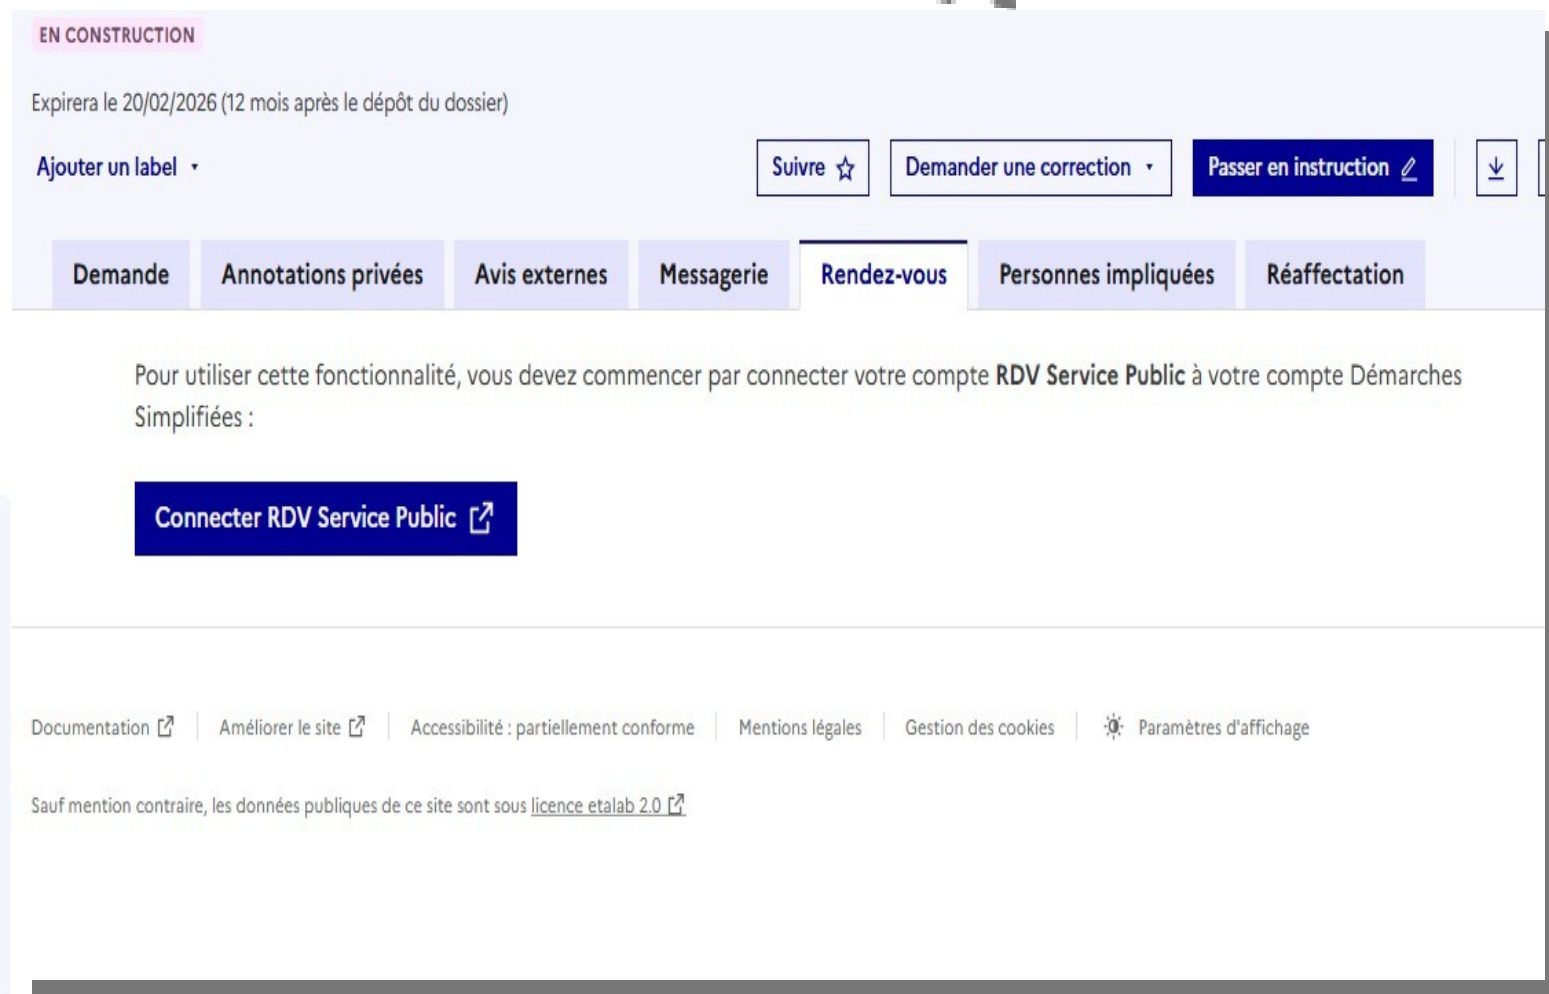 EN CONSTRUCTION
Expirera le 20/02/2026 (12 mois après le dépôt du dossier)
Ajouter un label
Suivre
Demander une correction
Passer en instruction
Demande
Annotations privées
Avis externes
Messagerie
Rendez-vous
Personnes impliquées
Réaffectation
Pour utiliser cette fonctionnalité, vous devez commencer par connecter votre compte RDV Service Public à votre compte Démarches
Simplifiées :
Connecter RDV Service Public
Documentation
Améliorer le site
Accessibilité : partiellement conforme
Mentions légales
Gestion des cookies
Paramètres d'affichage
Sauf mention contraire, les données publiques de ce site sont sous licence etalab 2.0